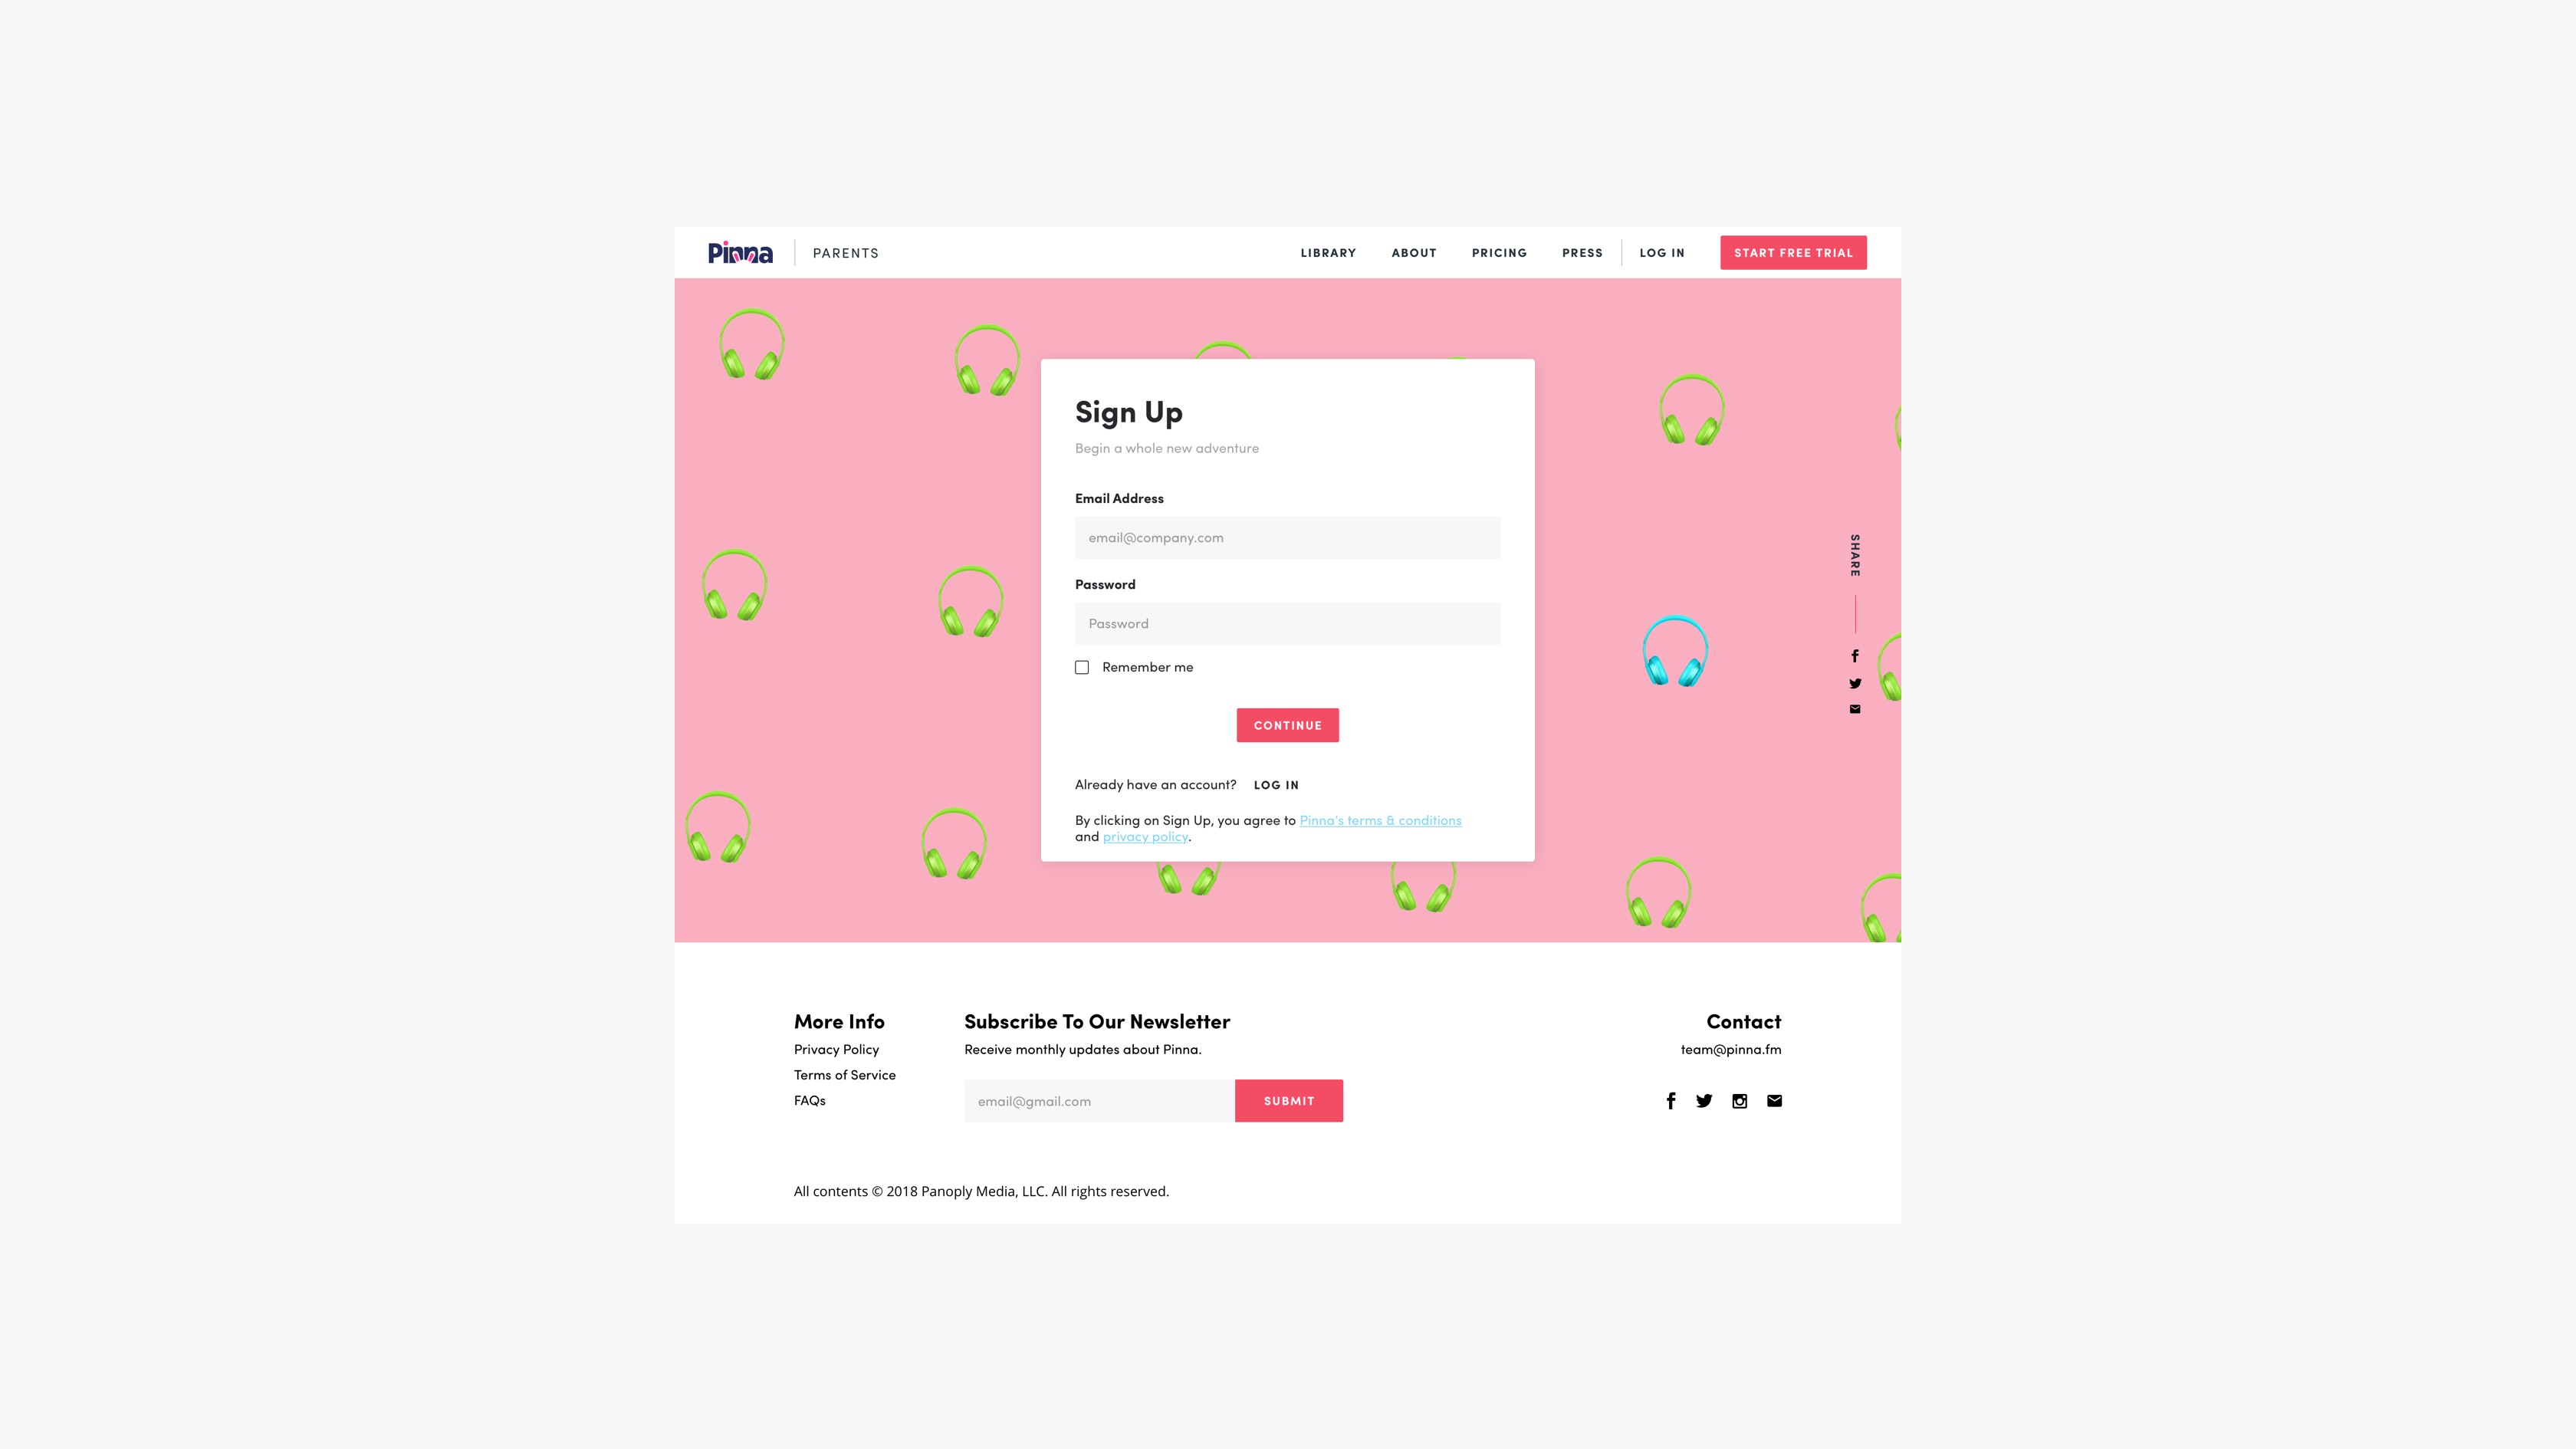 Pinna
PARENTS
LIBRARY
ABOUT
PRICING
PRESS
LOG IN
START FREE TRIAL
Sign Up
Begin a whole new adventure
Email Address
email@company.com
Password
Password
Remember me
CONTINUE
Already have an account? LOG IN
By clicking on Sign Up, you agree to Pinna's terms & conditions
and privacy policy.
SHARE
More Info
Privacy Policy
Terms of Service
FAQs
Subscribe To Our Newsletter
Receive monthly updates about Pinna.
email@gmail.com
SUBMIT
Contact
team@pinna.fm
All contents © 2018 Panoply Media, LLC. All rights reserved.